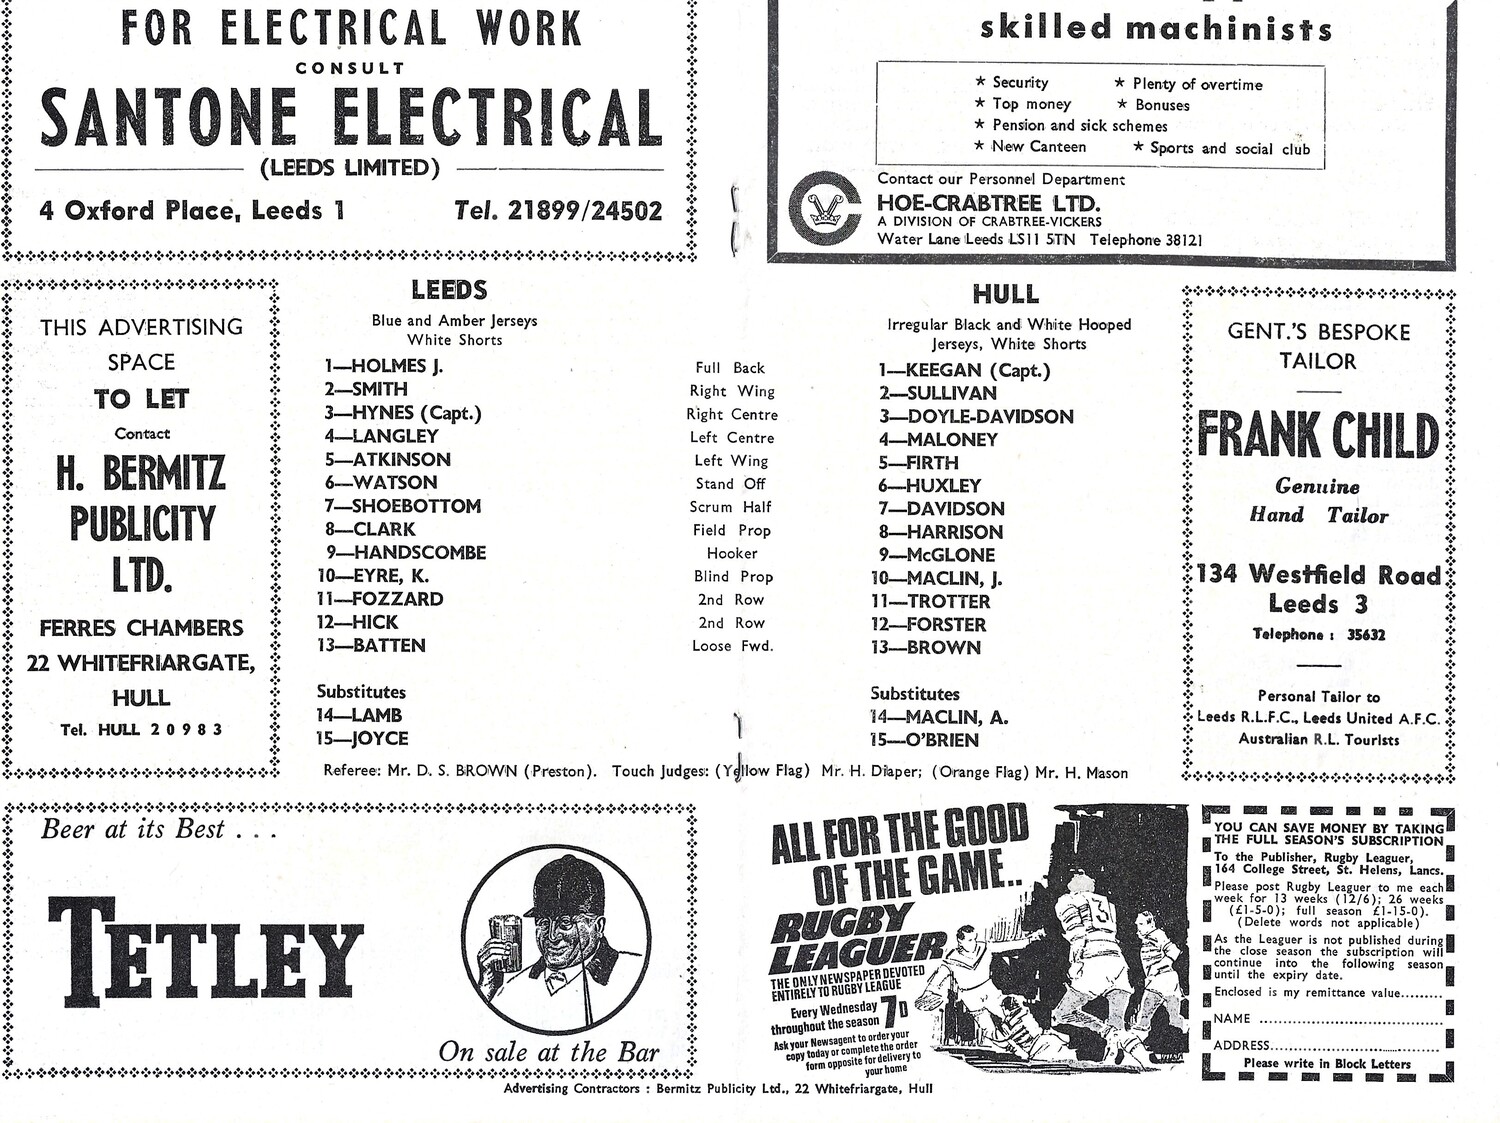 FOR ELECTRICAL WORK
CONSULT
SANTONE ELECTRICAL
(LEEDS LIMITED)
4 Oxford Place, Leeds 1 Tel. 21899/24502
skilled machinists
★ Security ★ Plenty of overtime
★ Top money ★ Bonuses
★ Pension and sick schemes
★ New Canteen ★ Sports and social club
Contact our Personnel Department
HOE-CRABTREE LTD.
A DIVISION OF CRABTREE-VICKERS
Water Lane Leeds LS11 5TN Telephone 38121
THIS ADVERTISING
SPACE
TO LET
Contact
H. BERMITZ
PUBLICITY
LTD.
FERRES CHAMBERS
22 WHITEFRIARGATE,
HULL
Tel. HULL 20983
LEEDS
Blue and Amber Jerseys
White Shorts
1—HOLMES J.
2—SMITH
3—HYNES (Capt.)
4—LANGLEY
5—ATKINSON
6—WATSON
7—SHOEBOTTOM
8—CLARK
9—HANDSCOMBE
10—EYRE, K.
11—FOZZARD
12—HICK
13—BATTEN
Substitutes
14—LAMB
15—JOYCE
Full Back
Right Wing
Right Centre
Left Centre
Left Wing
Stand Off
Scrum Half
Field Prop
Hooker
Blind Prop
2nd Row
2nd Row
Loose Fwd.
HULL
Irregular Black and White Hooped
Jerseys, White Shorts
1—KEEGAN (Capt.)
2—SULLIVAN
3—DOYLE-DAVIDSON
4—MALONEY
5—FIRTH
6—HUXLEY
7—DAVIDSON
8—HARRISON
9—McGLONE
10—MACLIN, J.
11—TROTTER
12—FORSTER
13—BROWN
Substitutes
14—MACLIN, A.
15—O'BRIEN
Referee: Mr. D. S. BROWN (Preston). Touch Judges: (Yellow Flag) Mr. H. Diaper; (Orange Flag) Mr. H. Mason
GENT.'S BESPOKE
TAILOR
FRANK CHILD
Genuine
Hand Tailor
134 Westfield Road
Leeds 3
Telephone : 35632
Personal Tailor to
Leeds R.L.F.C., Leeds United A.F.C.
Australian R.L. Tourists
Beer at its Best . . .
TETLEY
On sale at the Bar
ALL FOR THE GOOD
OF THE GAME..
RUGBY
LEAGUER
THE ONLY NEWSPAPER DEVOTED
ENTIRELY TO RUGBY LEAGUE
Every Wednesday 7D
throughout the season
Ask your Newsagent to order your
copy today or complete the order
form opposite for delivery to
your home
3
YOU CAN SAVE MONEY BY TAKING
THE FULL SEASON'S SUBSCRIPTION
To the Publisher, Rugby Leaguer,
164 College Street, St. Helens, Lancs.
Please post Rugby Leaguer to me each
week for 13 weeks (12/6); 26 weeks
(£1-5-0); full season £1-15-0).
(Delete words not applicable)
As the Leaguer is not published during
the close season the subscription will
continue into the following season
until the expiry date.
Enclosed is my remittance value.........
NAME ..........................................
ADDRESS.......................................
Please write in Block Letters
Advertising Contractors : Bermitz Publicity Ltd., 22 Whitefriargate, Hull